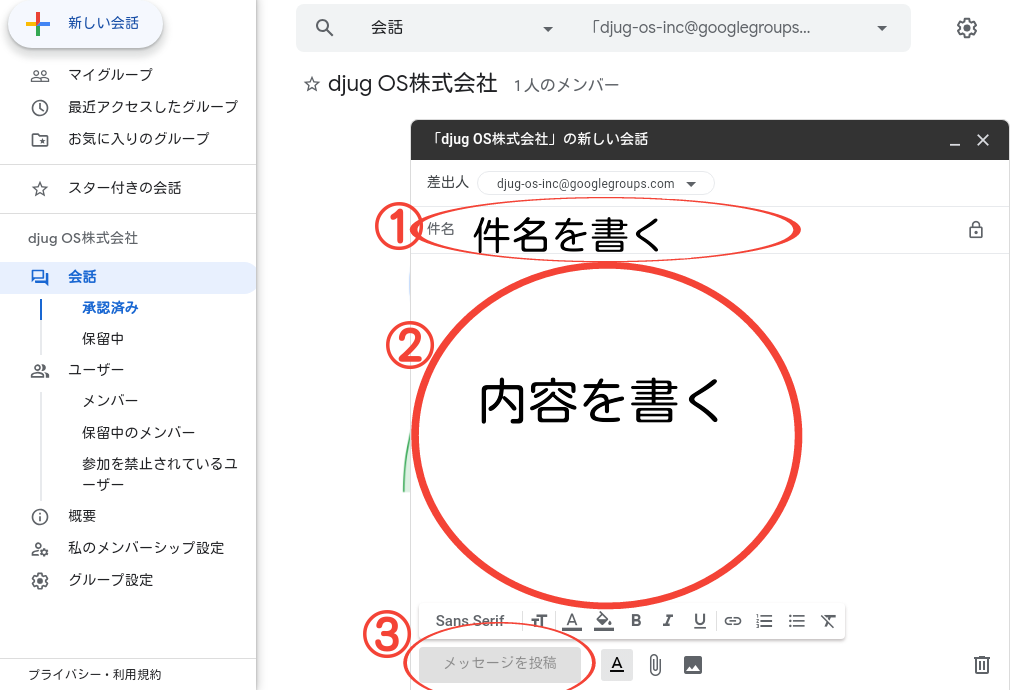 新しい会話
会話
「djug-os-inc@googlegroups...
マイグループ
最近アクセスしたグループ
お気に入りのグループ
スター付きの会話
djug OS株式会社
会話
承認済み
保留中
ユーザー
メンバー
保留中のメンバー
参加を禁止されているユ
ーザー
概要
私のメンバーシップ設定
グループ設定
プライバシー・利用規約
djug OS株式会社 1 人のメンバー
「djug OS株式会社」の新しい会話
差出人 djug-os-inc@googlegroups.com
① 件名 件名を書く
② 内容を書く
Sans Serif
③ メッセージを投稿